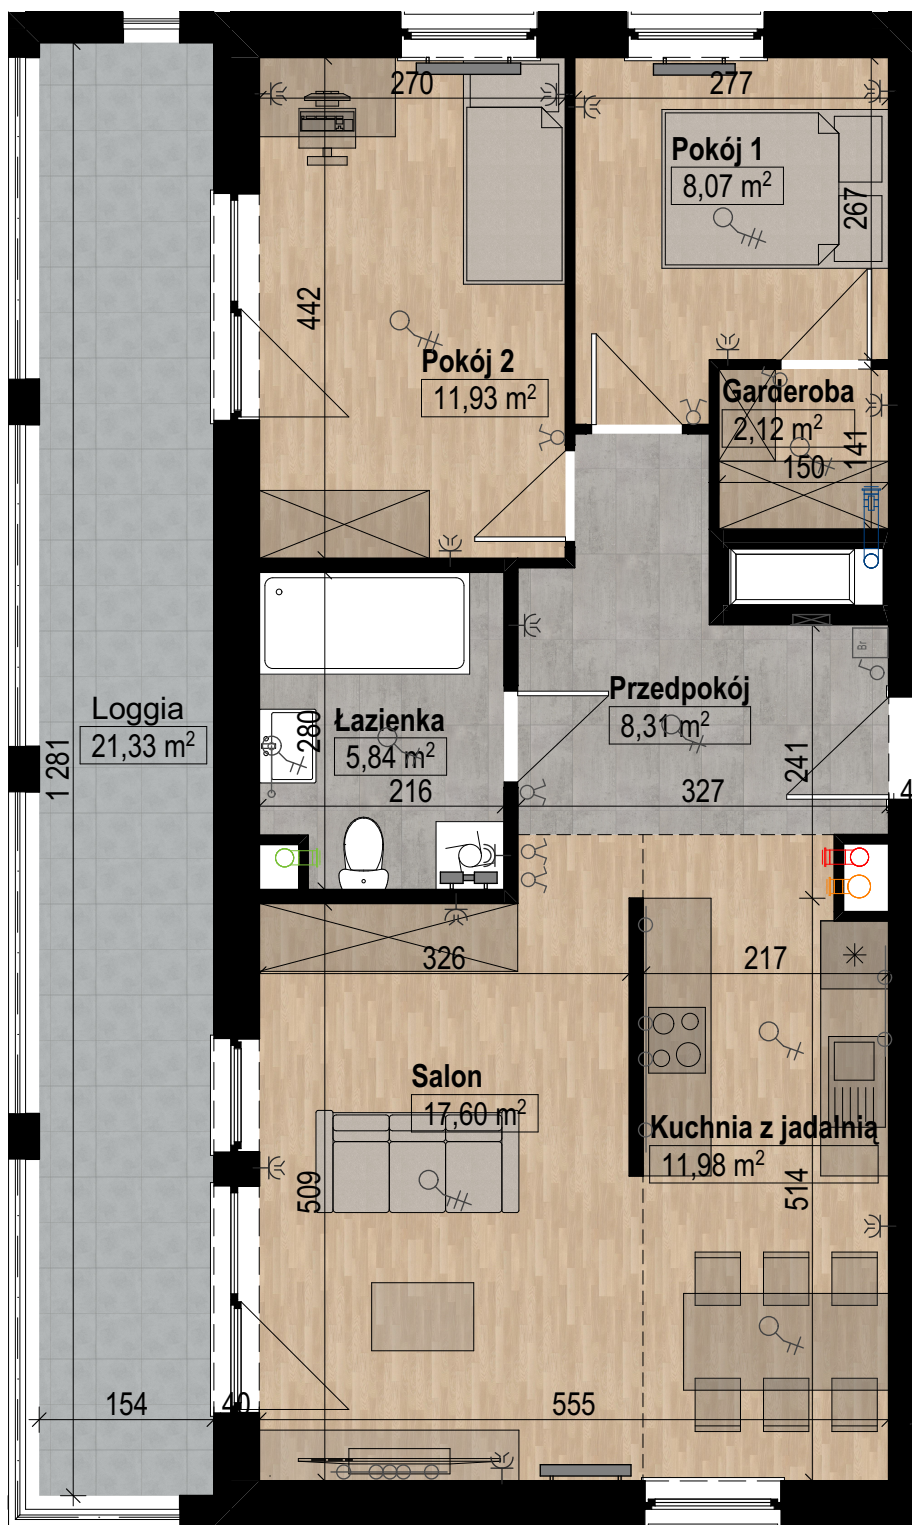 270
277
Pokój 1
8,07 m²
267
442
Pokój 2
11,93 m²
Garderoba
2,12 m²
141
150
Br
Loggia
21,33 m²
1 281
Łazienka
5,84 m²
280
216
Przedpokój
8,31 m²
241
327
4
326
217
Salon
17,60 m²
Kuchnia z jadalnią
11,98 m²
509
514
154
40
555